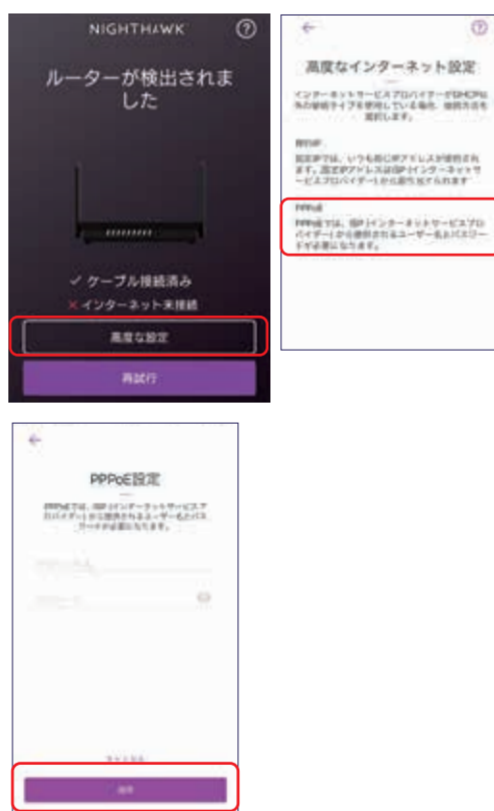 NIGHTHAWK
ルーターが検出されま
した
✓ ケーブル接続済み
× インターネット未接続
高度な設定
再試行
高度なインターネット設定
インターネットサービスプロバイダーがDHCP以
外の接続タイプを使用している場合、接続方法を
選択します。
固定IP
固定IPでは、いつも同じIPアドレスが使用され
ます。固定IPアドレスはISP (インターネットサ
ービスプロバイダー) から割り当てられます
PPPoE
PPPoEでは、ISP (インターネットサービスプロ
バイダー) から提供されるユーザー名とパスワー
ドが必要になります。
PPPoE設定
PPPoEでは、ISP (インターネットサービスプ
ロバイダー) から提供されるユーザー名とパス
ワードが必要になります。